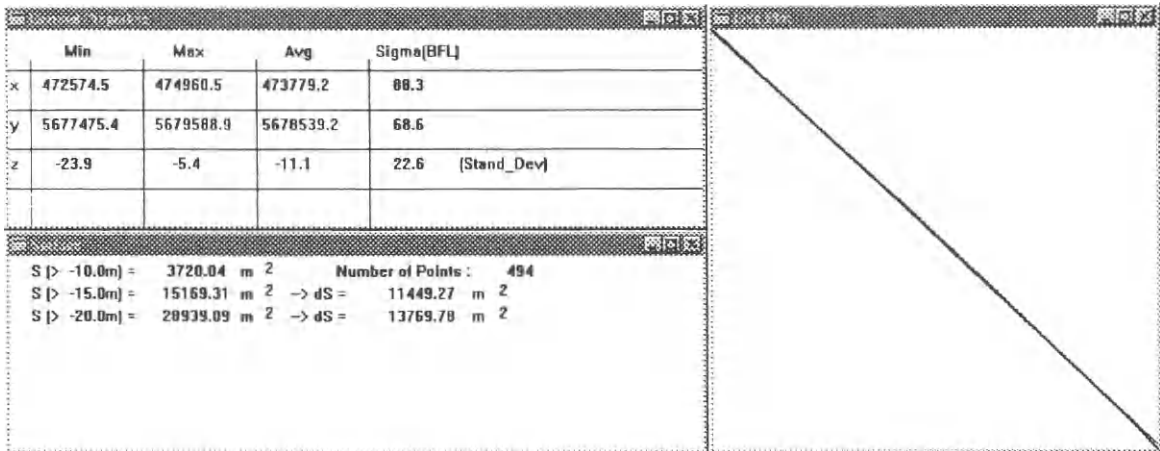 Min Max Avg Sigma(BFL)
x 472574.5 474960.5 473779.2 88.3
y 5677475.4 5679588.9 5678539.2 68.6
z -23.9 -5.4 -11.1 22.6 (Stand_Dev)
S (> -10.0m) = 3720.04 m 2 Number of Points : 494
S (> -15.0m) = 15169.31 m 2 -> dS = 11449.27 m 2
S (> -20.0m) = 28939.09 m 2 -> dS = 13769.78 m 2